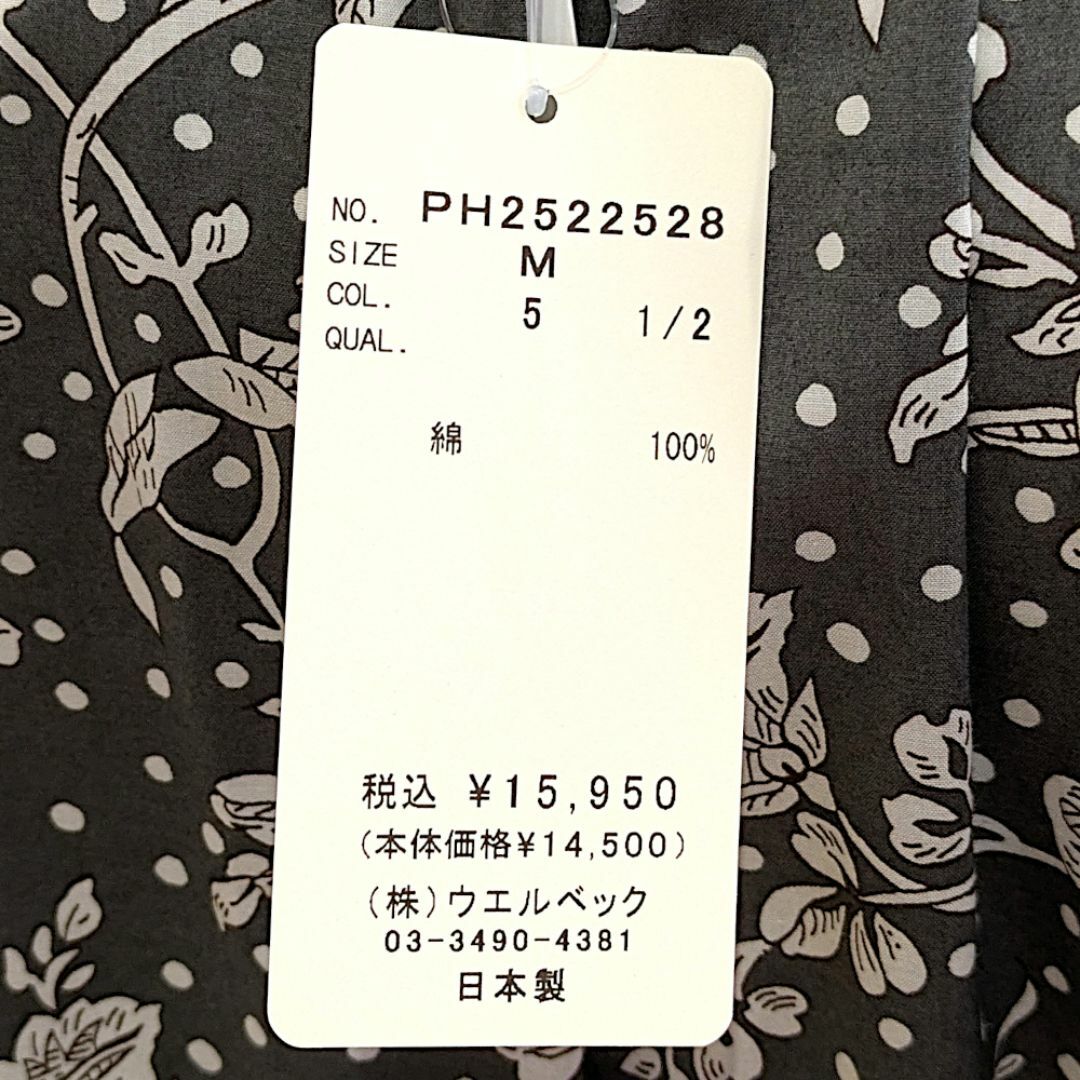 NO. PH2522528
SIZE M
COL. 5 1/2
QUAL.
綿 100%
税込 ¥15,950
(本体価格¥14,500)
(株)ウエルベック
03-3490-4381
日本製